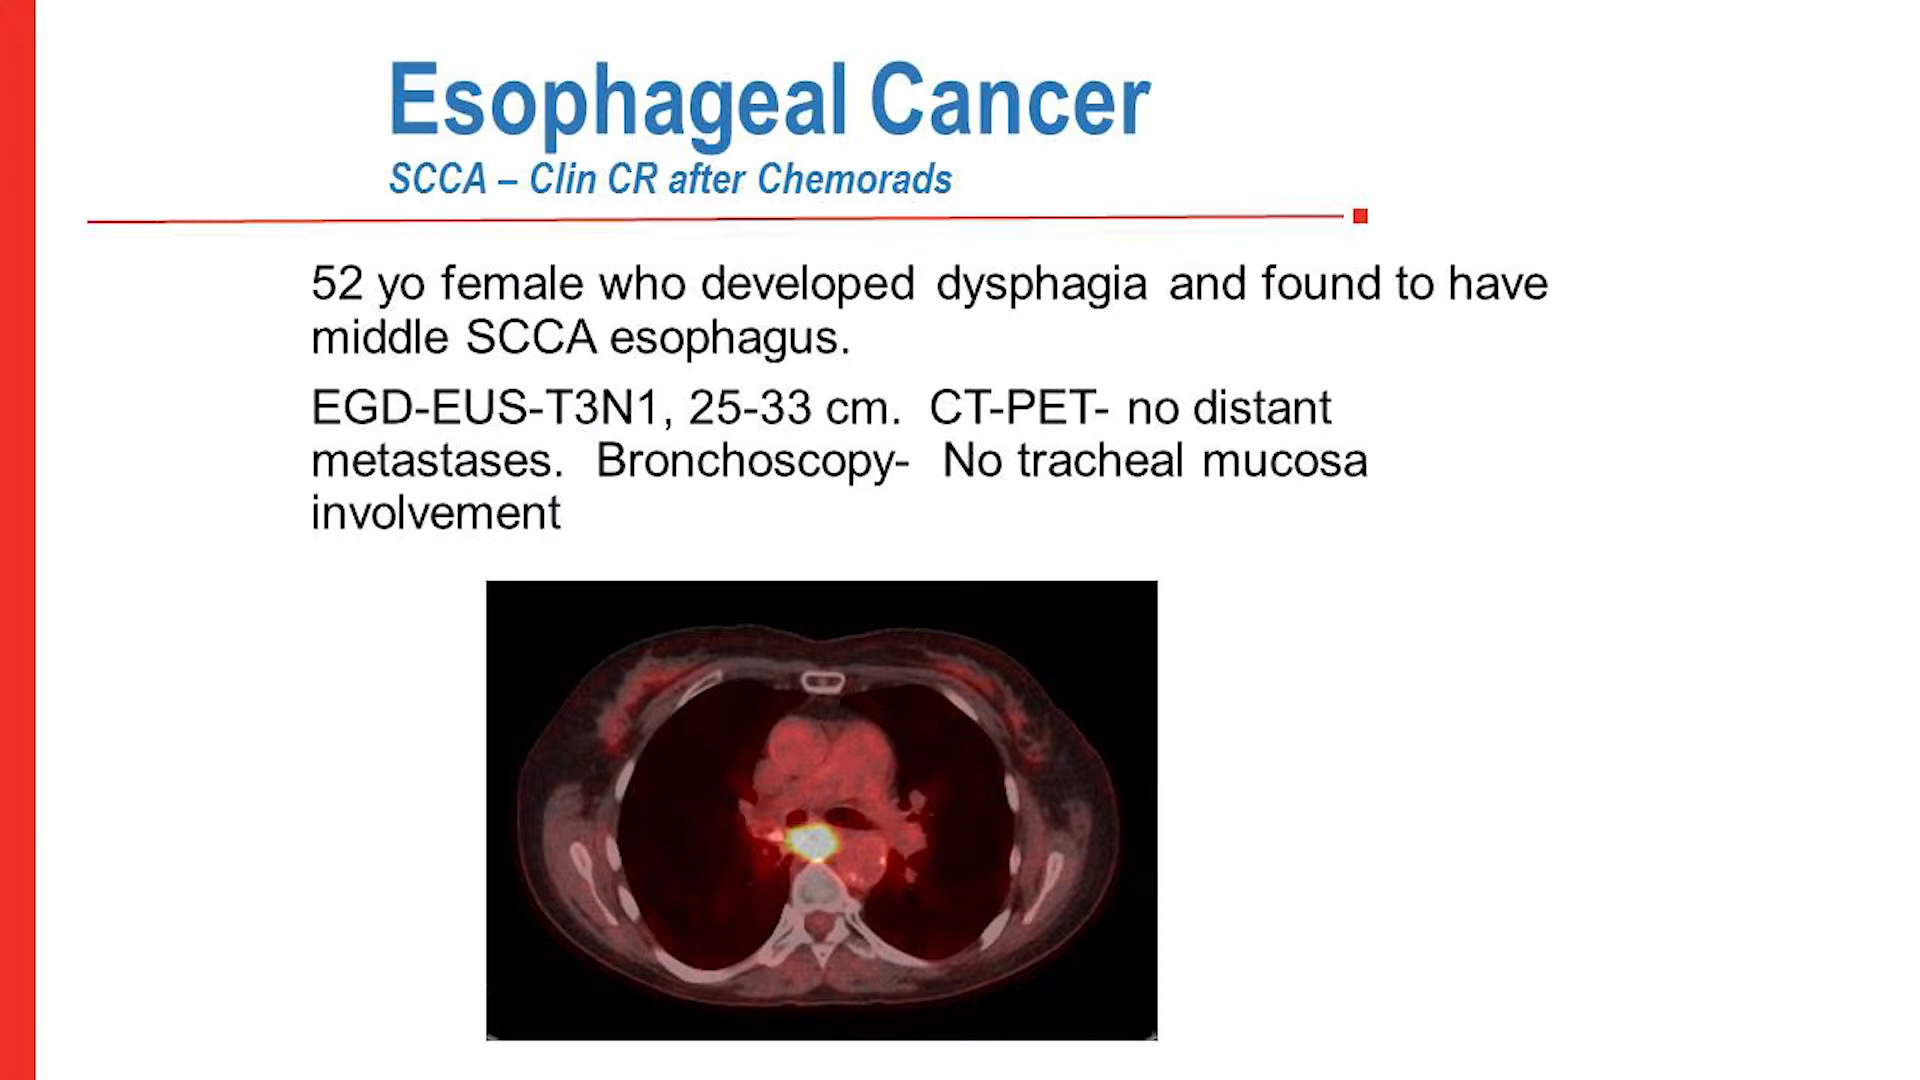 Esophageal Cancer
SCCA – Clin CR after Chemorads
52 yo female who developed dysphagia and found to have
middle SCCA esophagus.
EGD-EUS-T3N1, 25-33 cm. CT-PET- no distant
metastases. Bronchoscopy- No tracheal mucosa
involvement